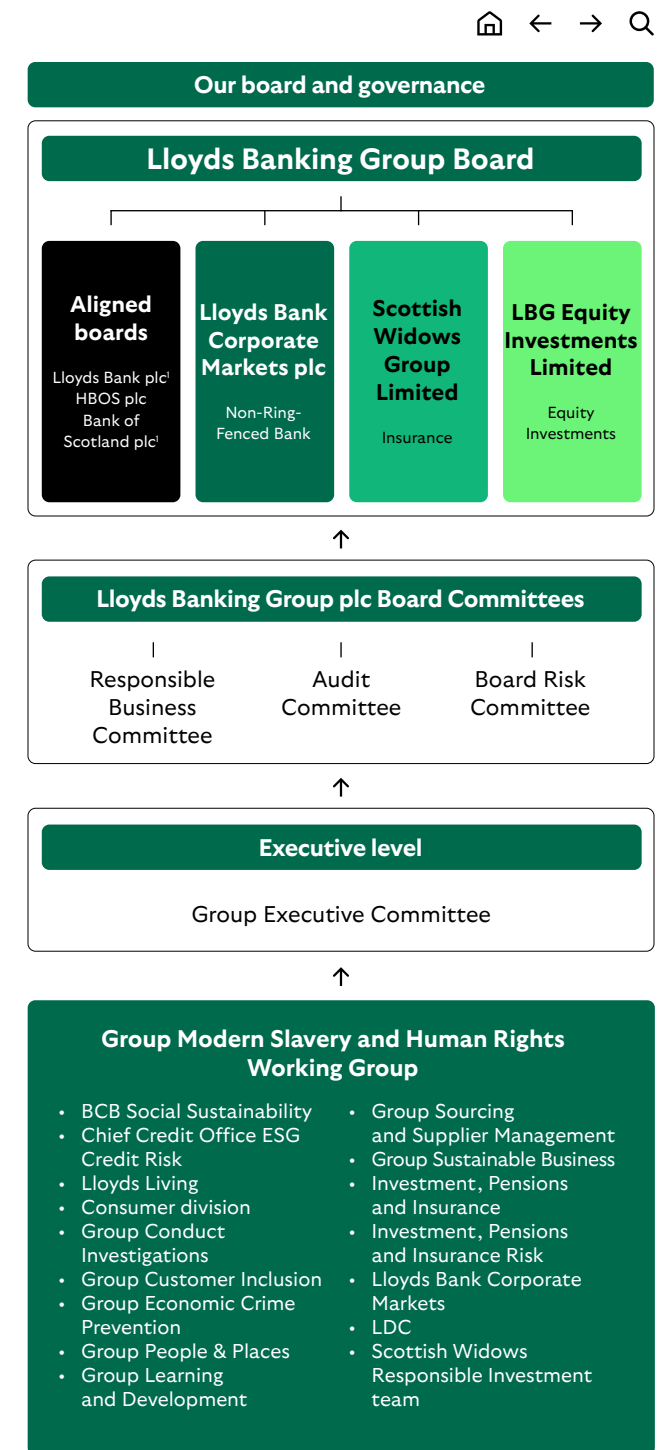 Our board and governance
Lloyds Banking Group Board
Aligned
boards
Lloyds Bank plc¹
HBOS plc
Bank of
Scotland plc¹
Lloyds Bank
Corporate
Markets plc
Non-Ring-
Fenced Bank
Scottish
Widows
Group
Limited
Insurance
LBG Equity
Investments
Limited
Equity
Investments
Lloyds Banking Group plc Board Committees
Responsible
Business
Committee
Audit
Committee
Board Risk
Committee
Executive level
Group Executive Committee
Group Modern Slavery and Human Rights
Working Group
• BCB Social Sustainability
• Chief Credit Office ESG
Credit Risk
• Lloyds Living
• Consumer division
• Group Conduct
Investigations
• Group Customer Inclusion
• Group Economic Crime
Prevention
• Group People & Places
• Group Learning
and Development
• Group Sourcing
and Supplier Management
• Group Sustainable Business
• Investment, Pensions
and Insurance
• Investment, Pensions
and Insurance Risk
• Lloyds Bank Corporate
Markets
• LDC
• Scottish Widows
Responsible Investment
team